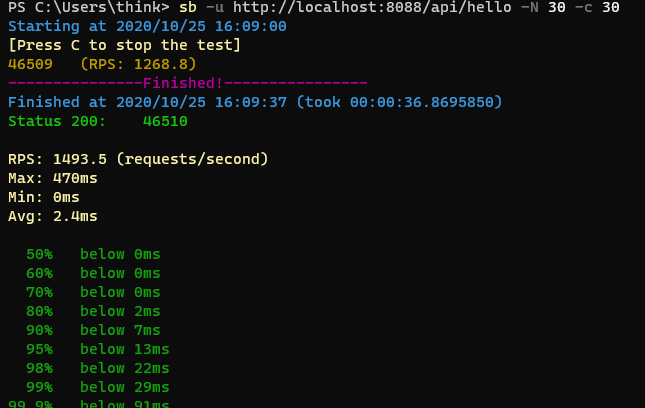 PS C:\Users\think> sb -u http://localhost:8088/api/hello -N 30 -c 30
Starting at 2020/10/25 16:09:00
[Press C to stop the test]
46509   (RPS: 1268.8)
---------------Finished!----------------
Finished at 2020/10/25 16:09:37 (took 00:00:36.8695850)
Status 200:    46510

RPS: 1493.5 (requests/second)
Max: 470ms
Min: 0ms
Avg: 2.4ms

  50%   below 0ms
  60%   below 0ms
  70%   below 0ms
  80%   below 2ms
  90%   below 7ms
  95%   below 13ms
  98%   below 22ms
  99%   below 29ms
99.9%   below 91ms